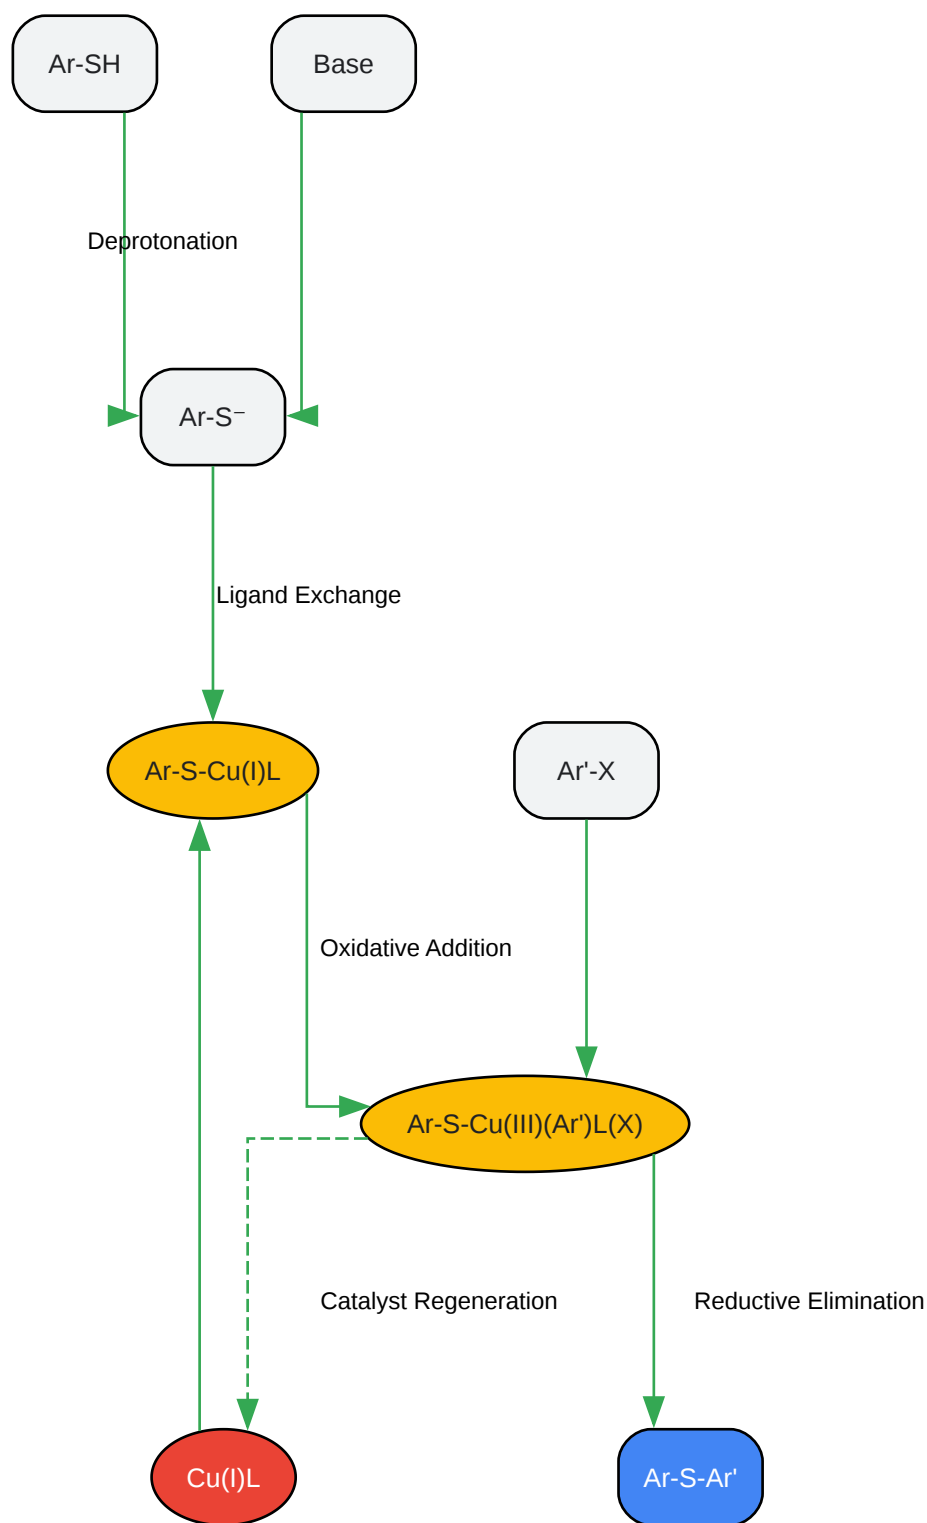 Ar-SH
Base
Deprotonation
Ar-S⁻
Ligand Exchange
Ar-S-Cu(I)L
Ar'-X
Oxidative Addition
Ar-S-Cu(III)(Ar')L(X)
Catalyst Regeneration
Reductive Elimination
Cu(I)L
Ar-S-Ar'